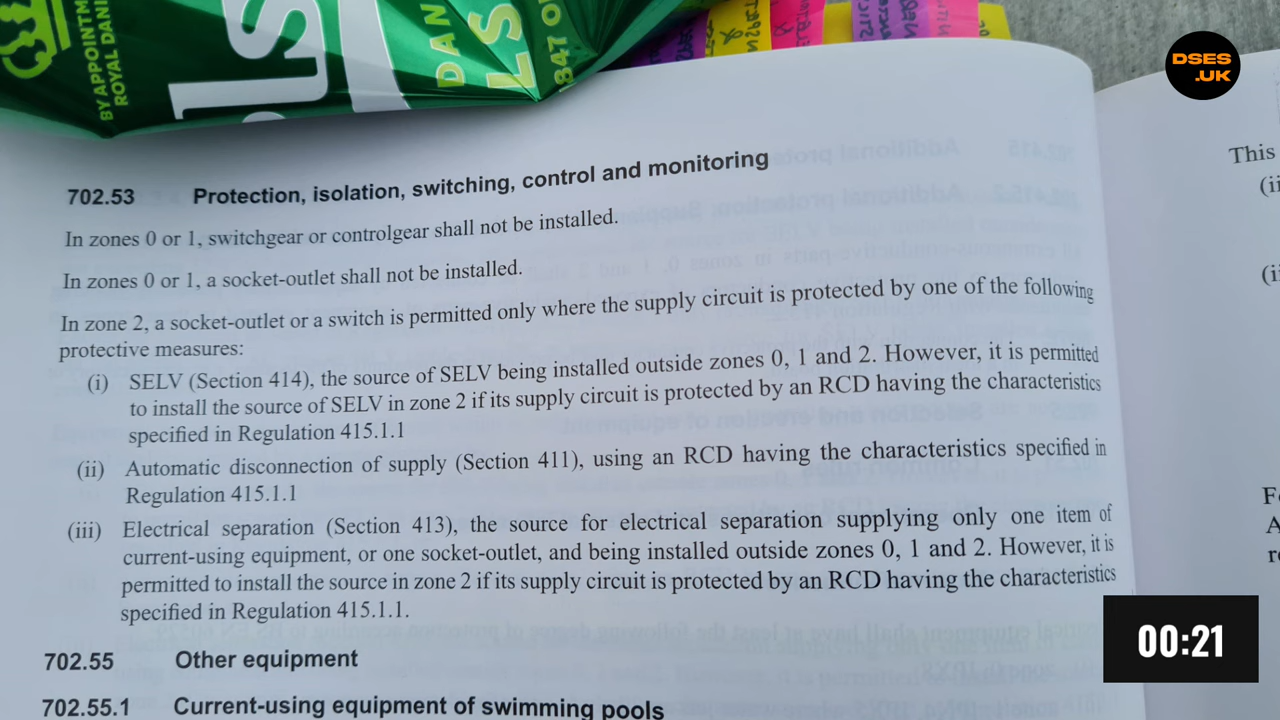 BY APPOINTM
ROYAL DANI
ls
DAN
LS
847 O
DSES
.UK
702.53 Protection, isolation, switching, control and monitoring
In zones 0 or 1, switchgear or controlgear shall not be installed.
In zones 0 or 1, a socket-outlet shall not be installed.
In zone 2, a socket-outlet or a switch is permitted only where the supply circuit is protected by one of the following
protective measures:
(i) SELV (Section 414), the source of SELV being installed outside zones 0, 1 and 2. However, it is permitted
to install the source of SELV in zone 2 if its supply circuit is protected by an RCD having the characteristics
specified in Regulation 415.1.1
(ii) Automatic disconnection of supply (Section 411), using an RCD having the characteristics specified in
Regulation 415.1.1
(iii) Electrical separation (Section 413), the source for electrical separation supplying only one item of
current-using equipment, or one socket-outlet, and being installed outside zones 0, 1 and 2. However, it is
permitted to install the source in zone 2 if its supply circuit is protected by an RCD having the characteristics
specified in Regulation 415.1.1.
702.55 Other equipment
702.55.1 Current-using equipment of swimming pools
This
(ii
(i
F
A
r
00:21